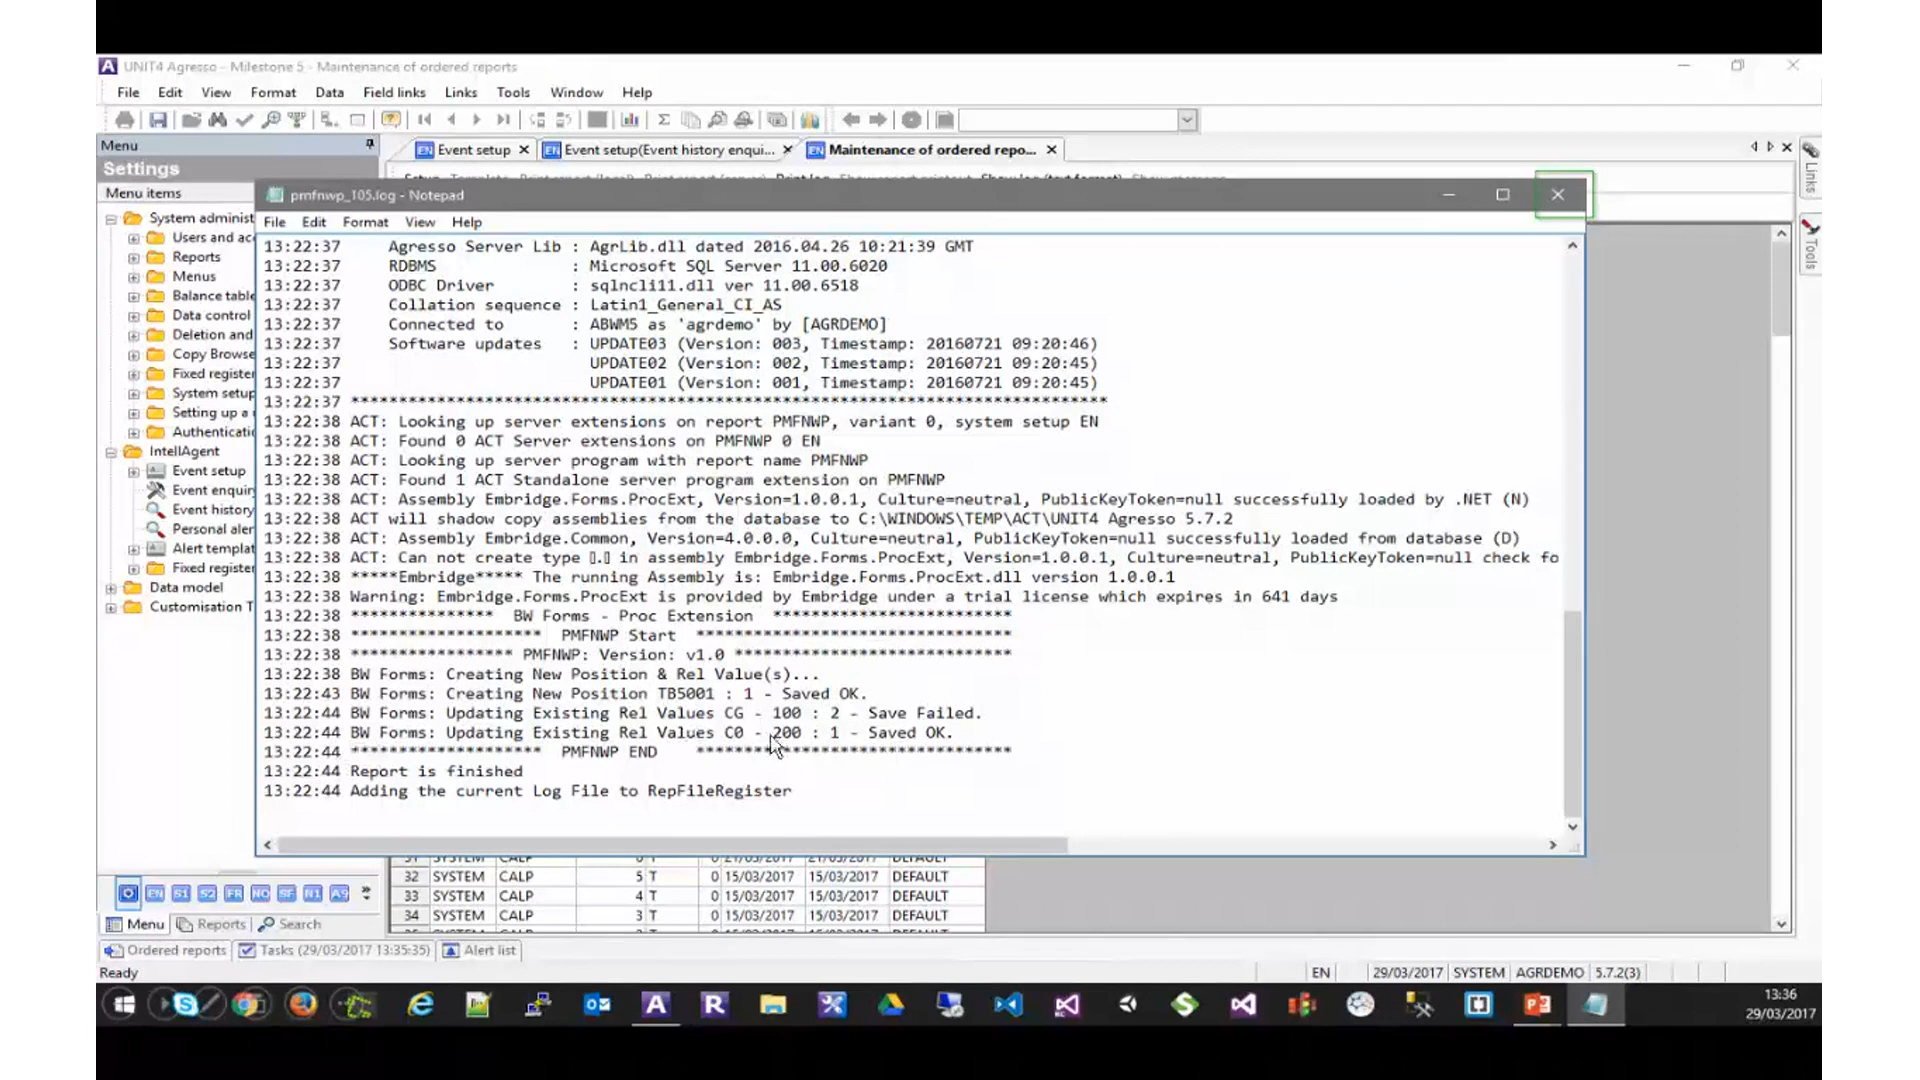 UNIT4 Agresso - Milestone 5 - Maintenance of ordered reports
File Edit View Format Data Field links Links Tools Window Help
Menu
EN Event setup
EN Event setup(Event history enqui...
EN Maintenance of ordered repo...
Settings
Menu items
System administ
Users and acc
Reports
Menus
Balance table
Data control
Deletion and
Copy Browse
Fixed register
System setup
Setting up a
Authenticatio
IntellAgent
Event setup
Event enquiry
Event history
Personal aler
Alert templat
Fixed register
Data model
Customisation T
pmfnwp_105.log - Notepad
File Edit Format View Help
13:22:37 Agresso Server Lib : AgrLib.dll dated 2016.04.26 10:21:39 GMT
13:22:37 RDBMS : Microsoft SQL Server 11.00.6020
13:22:37 ODBC Driver : sqlncli11.dll ver 11.00.6518
13:22:37 Collation sequence : Latin1_General_CI_AS
13:22:37 Connected to : ABWM5 as 'agrdemo' by [AGRDEMO]
13:22:37 Software updates : UPDATE03 (Version: 003, Timestamp: 20160721 09:20:46)
13:22:37 UPDATE02 (Version: 002, Timestamp: 20160721 09:20:45)
13:22:37 UPDATE01 (Version: 001, Timestamp: 20160721 09:20:45)
13:22:37 *******************************************************************************
13:22:38 ACT: Looking up server extensions on report PMFNWP, variant 0, system setup EN
13:22:38 ACT: Found 0 ACT Server extensions on PMFNWP 0 EN
13:22:38 ACT: Looking up server program with report name PMFNWP
13:22:38 ACT: Found 1 ACT Standalone server program extension on PMFNWP
13:22:38 ACT: Assembly Embridge.Forms.ProcExt, Version=1.0.0.1, Culture=neutral, PublicKeyToken=null successfully loaded by .NET (N)
13:22:38 ACT will shadow copy assemblies from the database to C:\WINDOWS\TEMP\ACT\UNIT4 Agresso 5.7.2
13:22:38 ACT: Assembly Embridge.Common, Version=4.0.0.0, Culture=neutral, PublicKeyToken=null successfully loaded from database (D)
13:22:38 ACT: Can not create type ▯.▯ in assembly Embridge.Forms.ProcExt, Version=1.0.0.1, Culture=neutral, PublicKeyToken=null check fo
13:22:38 *****Embridge***** The running Assembly is: Embridge.Forms.ProcExt.dll version 1.0.0.1
13:22:38 Warning: Embridge.Forms.ProcExt is provided by Embridge under a trial license which expires in 641 days
13:22:38 *************** BW Forms - Proc Extension *************************
13:22:38 ******************** PMFNWP Start *********************************
13:22:38 ***************** PMFNWP: Version: v1.0 *****************************
13:22:38 BW Forms: Creating New Position & Rel Value(s)...
13:22:43 BW Forms: Creating New Position TB5001 : 1 - Saved OK.
13:22:44 BW Forms: Updating Existing Rel Values CG - 100 : 2 - Save Failed.
13:22:44 BW Forms: Updating Existing Rel Values C0 - 200 : 1 - Saved OK.
13:22:44 ******************** PMFNWP END *********************************
13:22:44 Report is finished
13:22:44 Adding the current Log File to RepFileRegister
Links
Tools
32 SYSTEM CALP 5 T 0 15/03/2017 15/03/2017 DEFAULT
33 SYSTEM CALP 4 T 0 15/03/2017 15/03/2017 DEFAULT
34 SYSTEM CALP 3 T 0 15/03/2017 15/03/2017 DEFAULT
EN S1 S2 FR NO SF N1 A9
Menu Reports Search
Ordered reports Tasks (29/03/2017 13:35:35) Alert list
Ready
EN 29/03/2017 SYSTEM AGRDEMO 5.7.2(3)
13:36
29/03/2017